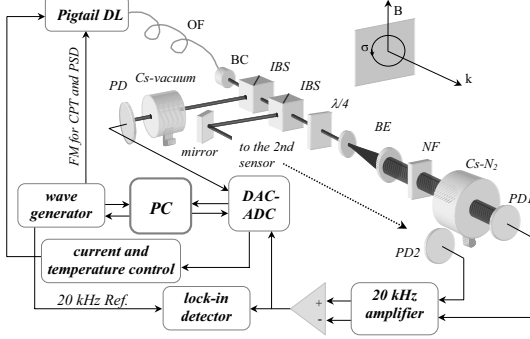 Pigtail DL
OF
B
σ
k
BC
IBS
IBS
λ/4
Cs-vacuum
PD
BE
NF
Cs-N₂
mirror
to the 2nd
sensor
FM for CPT and PSD
PD1
PD2
wave
generator
PC
DAC-
ADC
current and
temperature control
20 kHz Ref.
lock-in
detector
+
-
20 kHz
amplifier